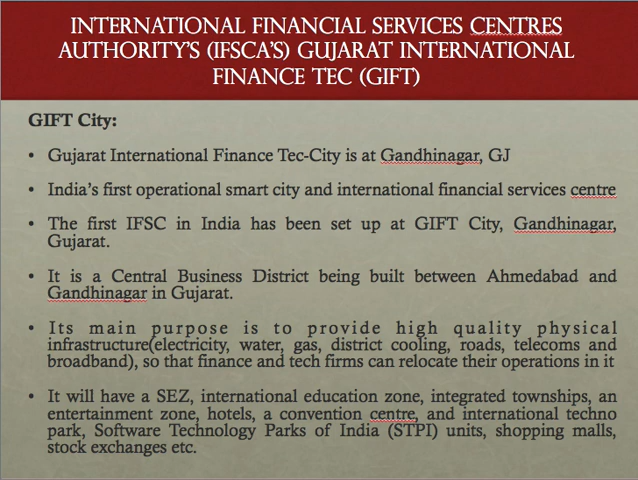 INTERNATIONAL FINANCIAL SERVICES CENTRES
AUTHORITY'S (IFSCA'S) GUJARAT INTERNATIONAL
FINANCE TEC (GIFT)
GIFT City:
• Gujarat International Finance Tec-City is at Gandhinagar, GJ
• India's first operational smart city and international financial services centre
• The first IFSC in India has been set up at GIFT City, Gandhinagar,
Gujarat.
• It is a Central Business District being built between Ahmedabad and
Gandhinagar in Gujarat.
• Its main purpose is to provide high quality physical
infrastructure(electricity, water, gas, district cooling, roads, telecoms and
broadband), so that finance and tech firms can relocate their operations in it
• It will have a SEZ, international education zone, integrated townships, an
entertainment zone, hotels, a convention centre, and international techno
park, Software Technology Parks of India (STPI) units, shopping malls,
stock exchanges etc.